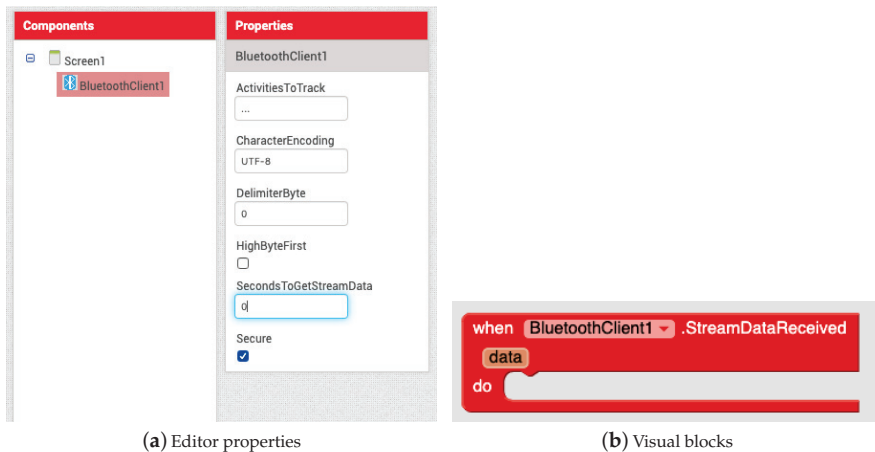 Components
Screen1
BluetoothClient1
Properties
BluetoothClient1
ActivitiesToTrack
...
CharacterEncoding
UTF-8
DelimiterByte
0
HighByteFirst
SecondsToGetStreamData
0
Secure
(a) Editor properties
when BluetoothClient1 .StreamDataReceived
data
do
(b) Visual blocks